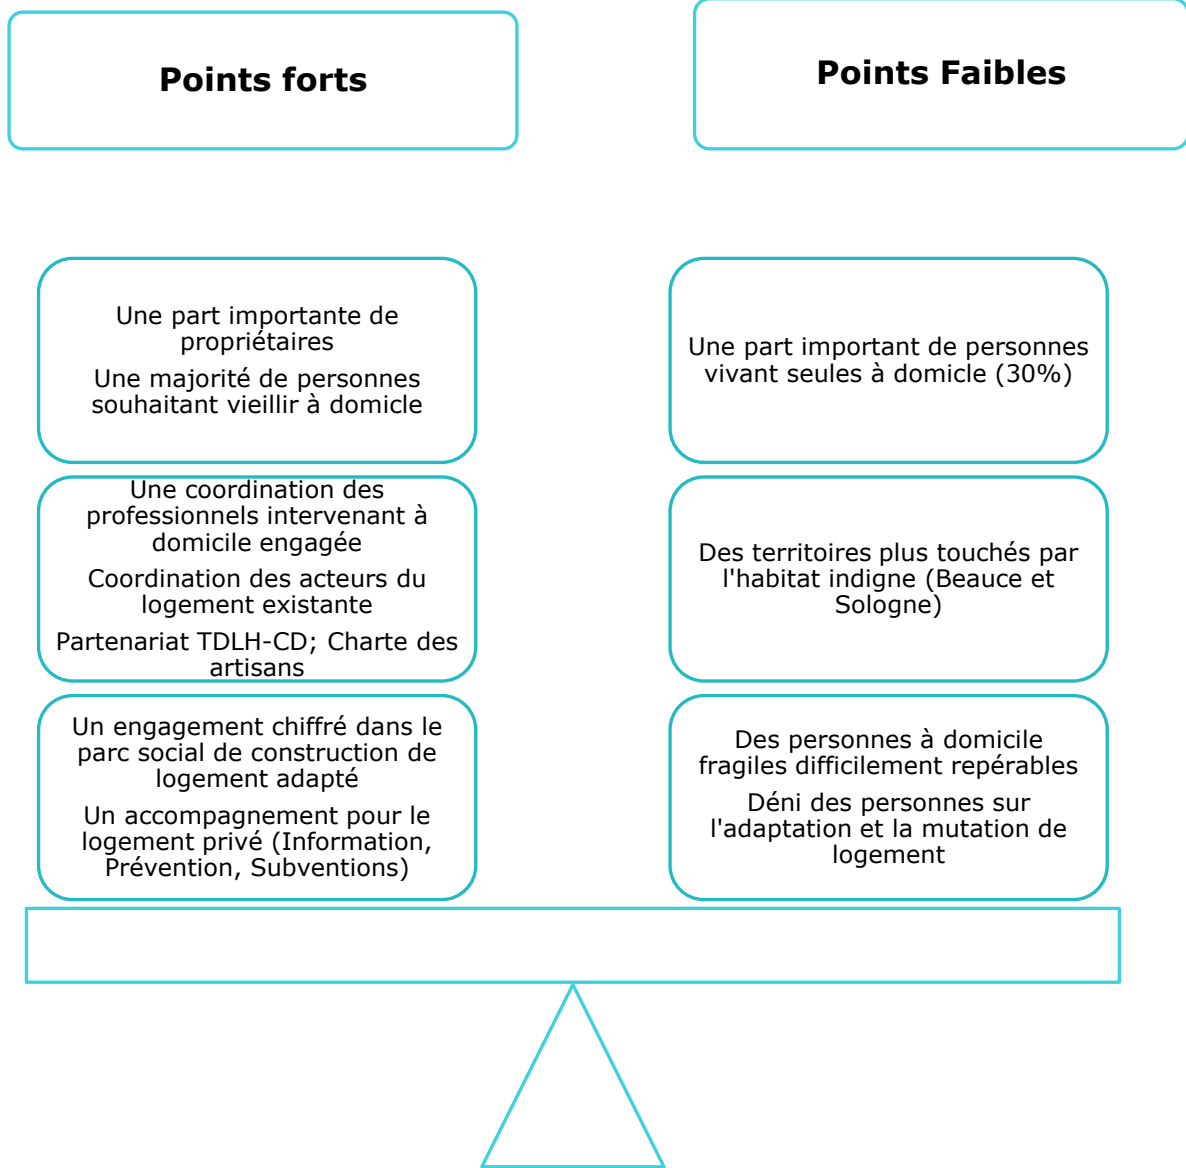 Points forts
Points Faibles
Une part importante de
propriétaires
Une majorité de personnes
souhaitant vieillir à domicile
Une coordination des
professionnels intervenant à
domicile engagée
Coordination des acteurs du
logement existante
Partenariat TDLH-CD; Charte des
artisans
Un engagement chiffré dans le
parc social de construction de
logement adapté
Un accompagnement pour le
logement privé (Information,
Prévention, Subventions)
Une part important de personnes
vivant seules à domicile (30%)
Des territoires plus touchés par
l'habitat indigne (Beauce et
Sologne)
Des personnes à domicile
fragiles difficilement repérables
Déni des personnes sur
l'adaptation et la mutation de
logement